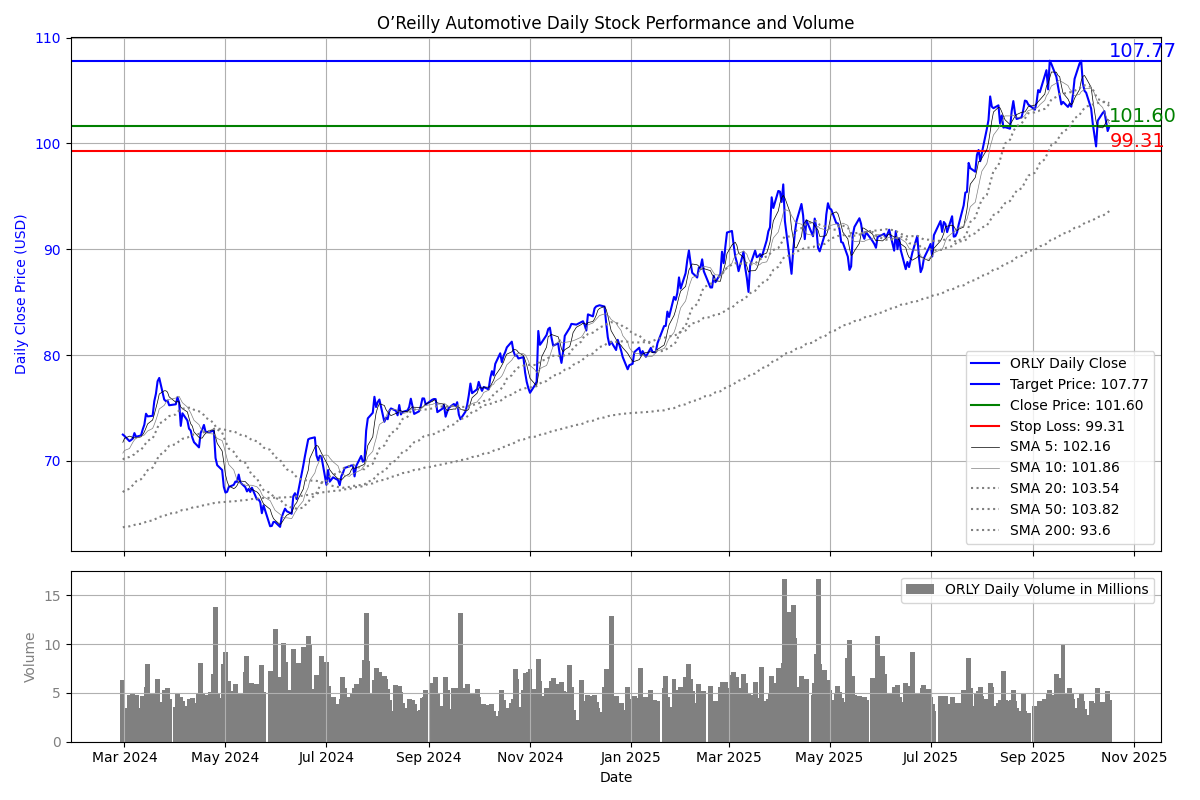 O’Reilly Automotive Daily Stock Performance and Volume
Daily Close Price (USD)
110
100
90
80
70
107.77
101.60
99.31
ORLY Daily Close
Target Price: 107.77
Close Price: 101.60
Stop Loss: 99.31
SMA 5: 102.16
SMA 10: 101.86
SMA 20: 103.54
SMA 50: 103.82
SMA 200: 93.6
Volume
15
10
5
0
ORLY Daily Volume in Millions
Mar 2024 May 2024 Jul 2024 Sep 2024 Nov 2024 Jan 2025 Mar 2025 May 2025 Jul 2025 Sep 2025 Nov 2025
Date